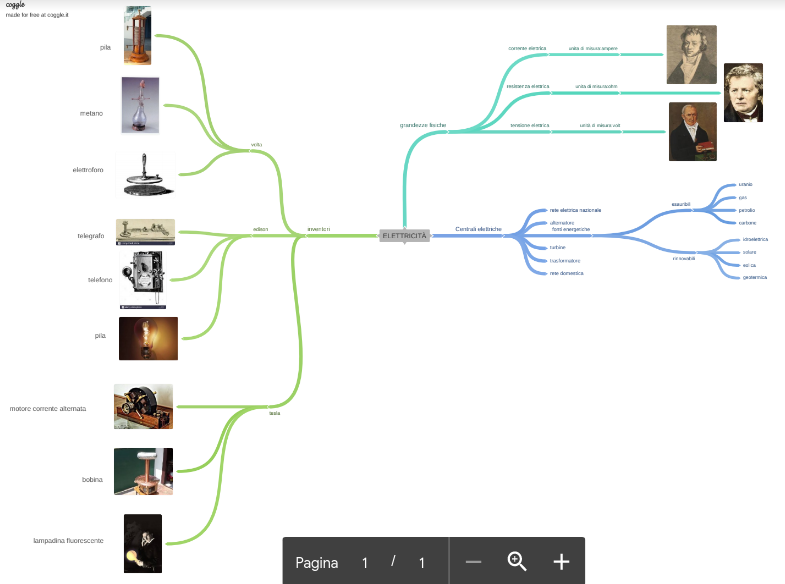 coggle
made for free at coggle.it
pila
metano
elettroforo
telegrafo
telefono
pila
motore corrente alternata
bobina
lampadina fluorescente
volta
edison
tesla
inventori
ELETTRICITÀ
grandezze fisiche
corrente elettrica
unità di misura:ampere
resistenza elettrica
unità di misura:ohm
tensione elettrica
unità di misura: volt
Centrali elettriche
rete elettrica nazionale
alternatore
fonti energetiche
turbine
trasformatore
rete domestica
esauribili
uranio
gas
petrolio
carbone
rinnovabili
idroelettrica
solare
eolica
geotermica
Pagina 1 / 1